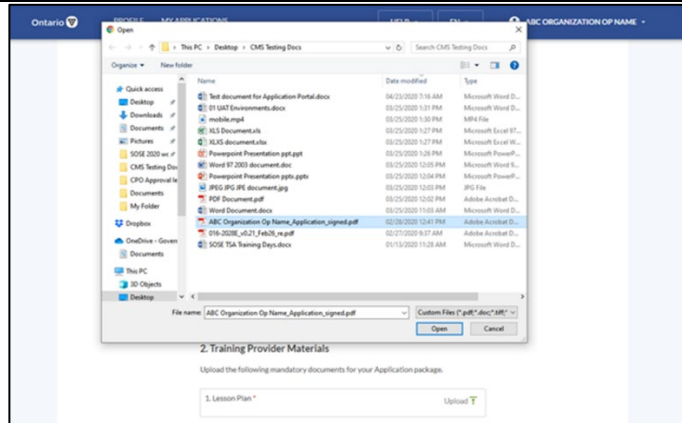 Ontario
PROFILE MY APPLICATIONS HELP EN ABC ORGANIZATION OP NAME
Open
This PC > Desktop > CMS Testing Docs
Search CMS Testing Docs
Organize New folder
Name Date modified Type
Quick access
Desktop
Downloads
Documents
Pictures
SOSE 2020
CMS Testing Doc
CPO Approval le
Documents
My Folder
Dropbox
OneDrive - Govern
Documents
This PC
3D Objects
Desktop
Test document for Application Portal.docx 04/23/2020 7:16 AM Microsoft Word D...
01 UAT Environments.docx 03/25/2020 1:31 PM Microsoft Word D...
mobile.mp4 03/25/2020 1:30 PM MP4 File
XLS Document.xls 03/25/2020 1:27 PM Microsoft Excel 97...
XLXS document.xlsx 03/25/2020 1:27 PM Microsoft Excel W...
Powerpoint Presentation ppt.ppt 03/25/2020 1:26 PM Microsoft PowerP...
Word 97 2003 document.doc 03/25/2020 12:05 PM Microsoft Word 9...
Powerpoint Presentation pptx.pptx 03/25/2020 12:04 PM Microsoft PowerP...
JPEG JPG JPE document.jpg 03/25/2020 12:03 PM JPG File
PDF Document.pdf 03/25/2020 12:02 PM Adobe Acrobat D...
Word Document.docx 03/25/2020 11:03 AM Microsoft Word D...
ABC Organization Op Name_Application_signed.pdf 02/28/2020 12:41 PM Adobe Acrobat D...
016-2028E_v0.21_Feb26_re.pdf 02/27/2020 9:37 AM Adobe Acrobat D...
SOSE TSA Training Days.docx 01/13/2020 11:28 AM Microsoft Word D...
File name: ABC Organization Op Name_Application_signed.pdf Custom Files (*.pdf;*.doc;*.tiff;*
Open Cancel
2. Training Provider Materials
Upload the following mandatory documents for your Application package.
1. Lesson Plan * Upload